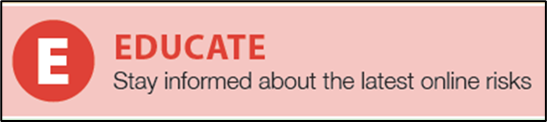 E
EDUCATE
Stay informed about the latest online risks